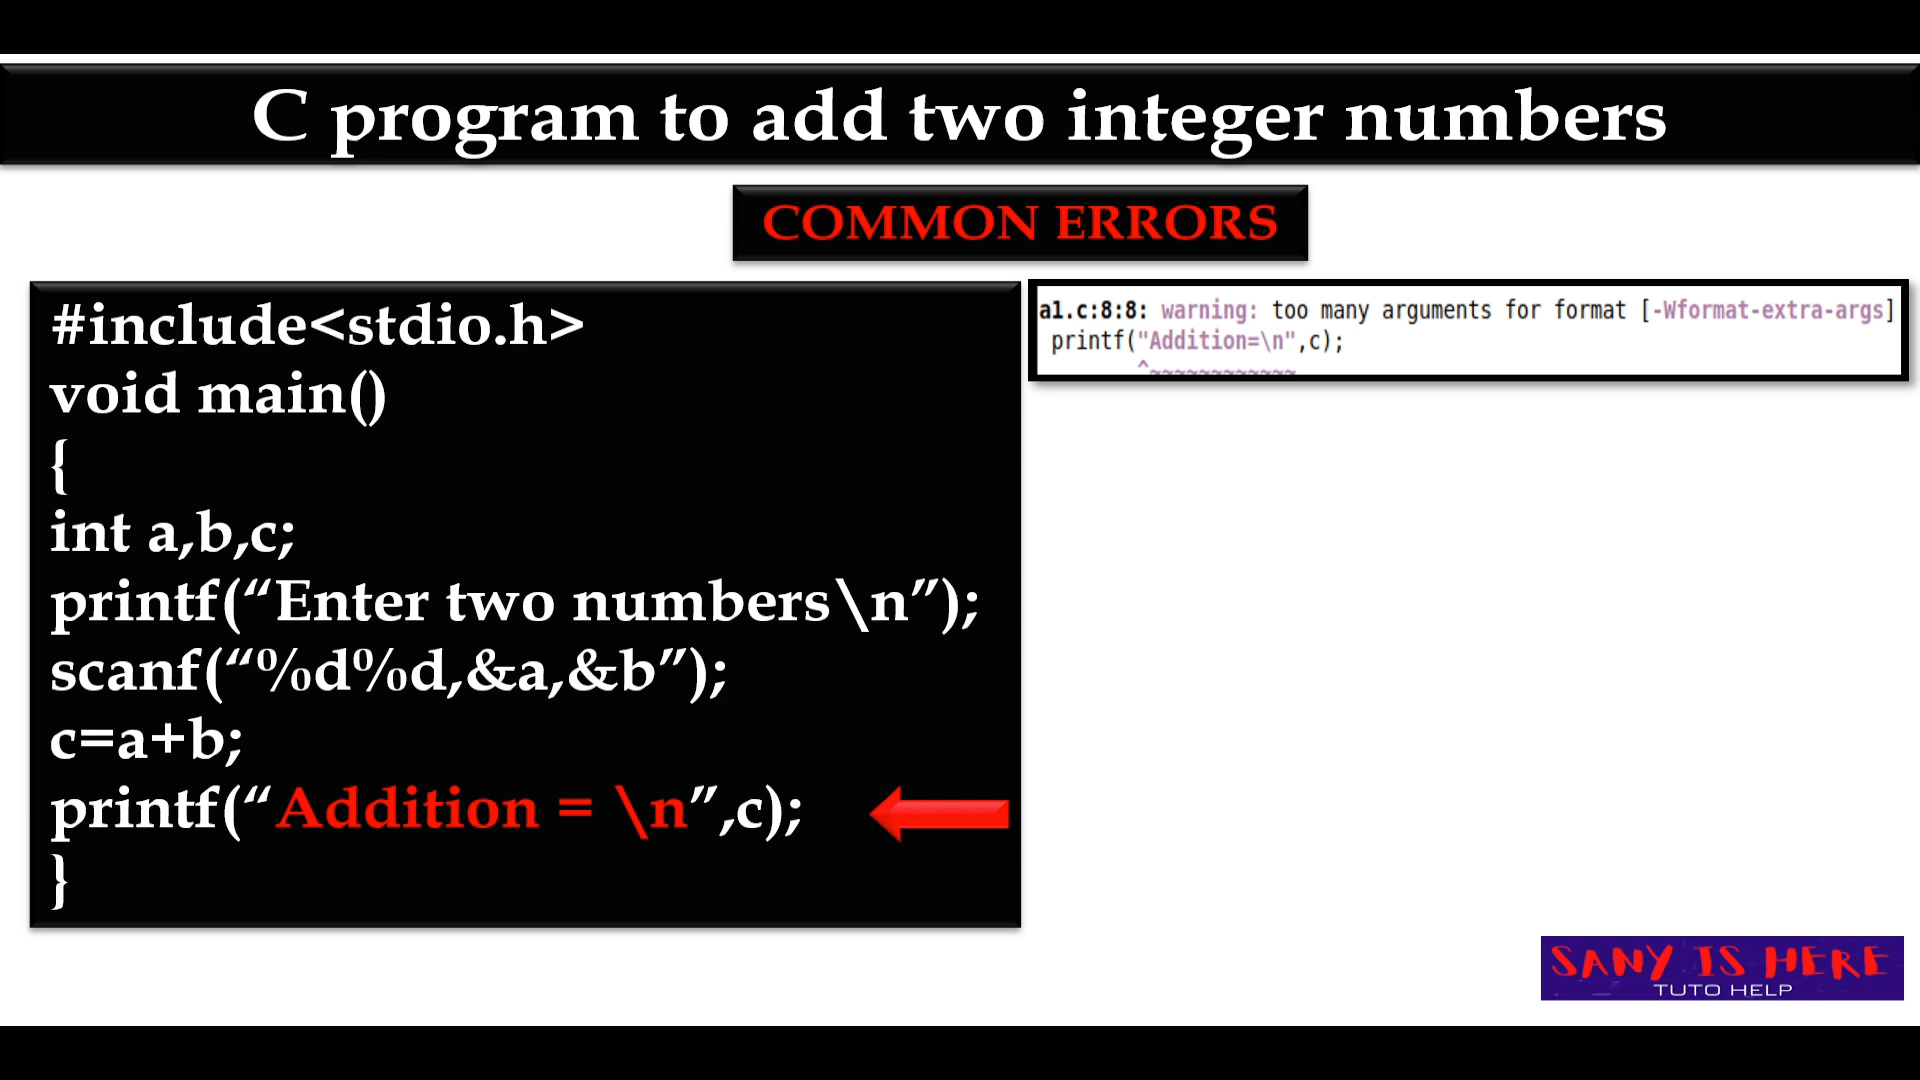 C program to add two integer numbers
COMMON ERRORS
#include<stdio.h>
void main()
{
int a,b,c;
printf(“Enter two numbers\n”);
scanf(“%d%d,&a,&b”);
c=a+b;
printf(“Addition = \n”,c);
}
a1.c:8:8: warning: too many arguments for format [-Wformat-extra-args]
printf("Addition=\n",c);
^~~~~~~~~~~~~
SANY IS HERE
TUTO HELP